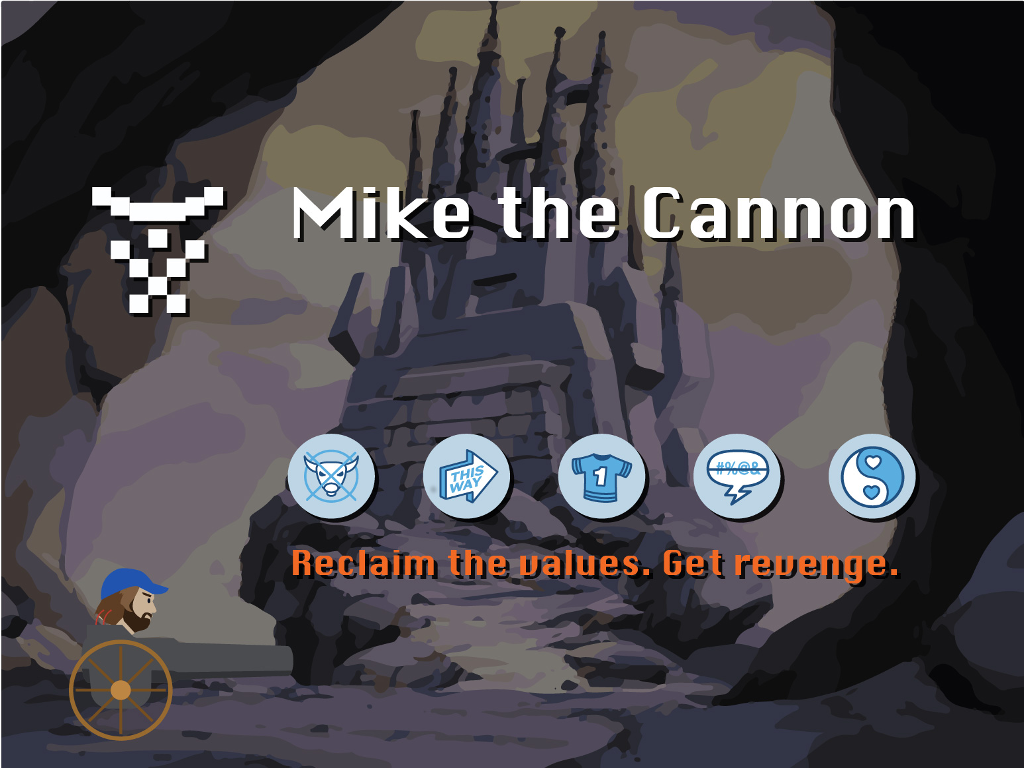 Mike the Cannon
THIS
WAY
1
#%@&
Reclaim the values. Get revenge.